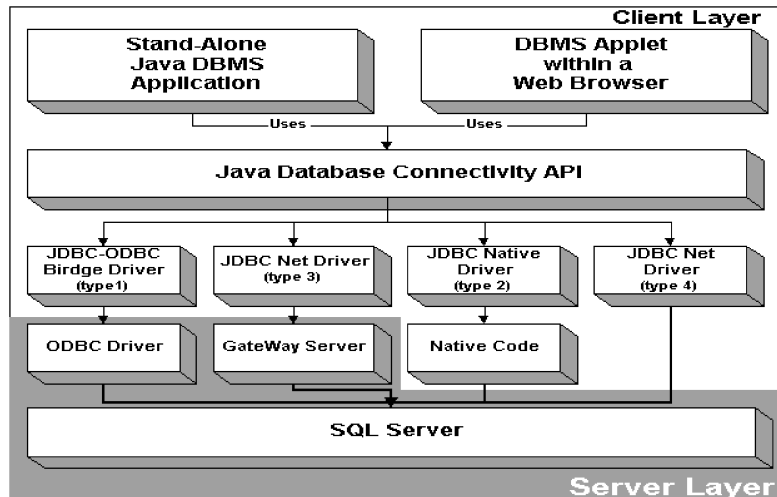 Client Layer
Stand-Alone
Java DBMS
Application
DBMS Applet
within a
Web Browser
Uses
Uses
Java Database Connectivity API
JDBC-ODBC
Birdge Driver
(type1)
JDBC Net Driver
(type 3)
JDBC Native
Driver
(type 2)
JDBC Net
Driver
(type 4)
ODBC Driver
GateWay Server
Native Code
SQL Server
Server Layer